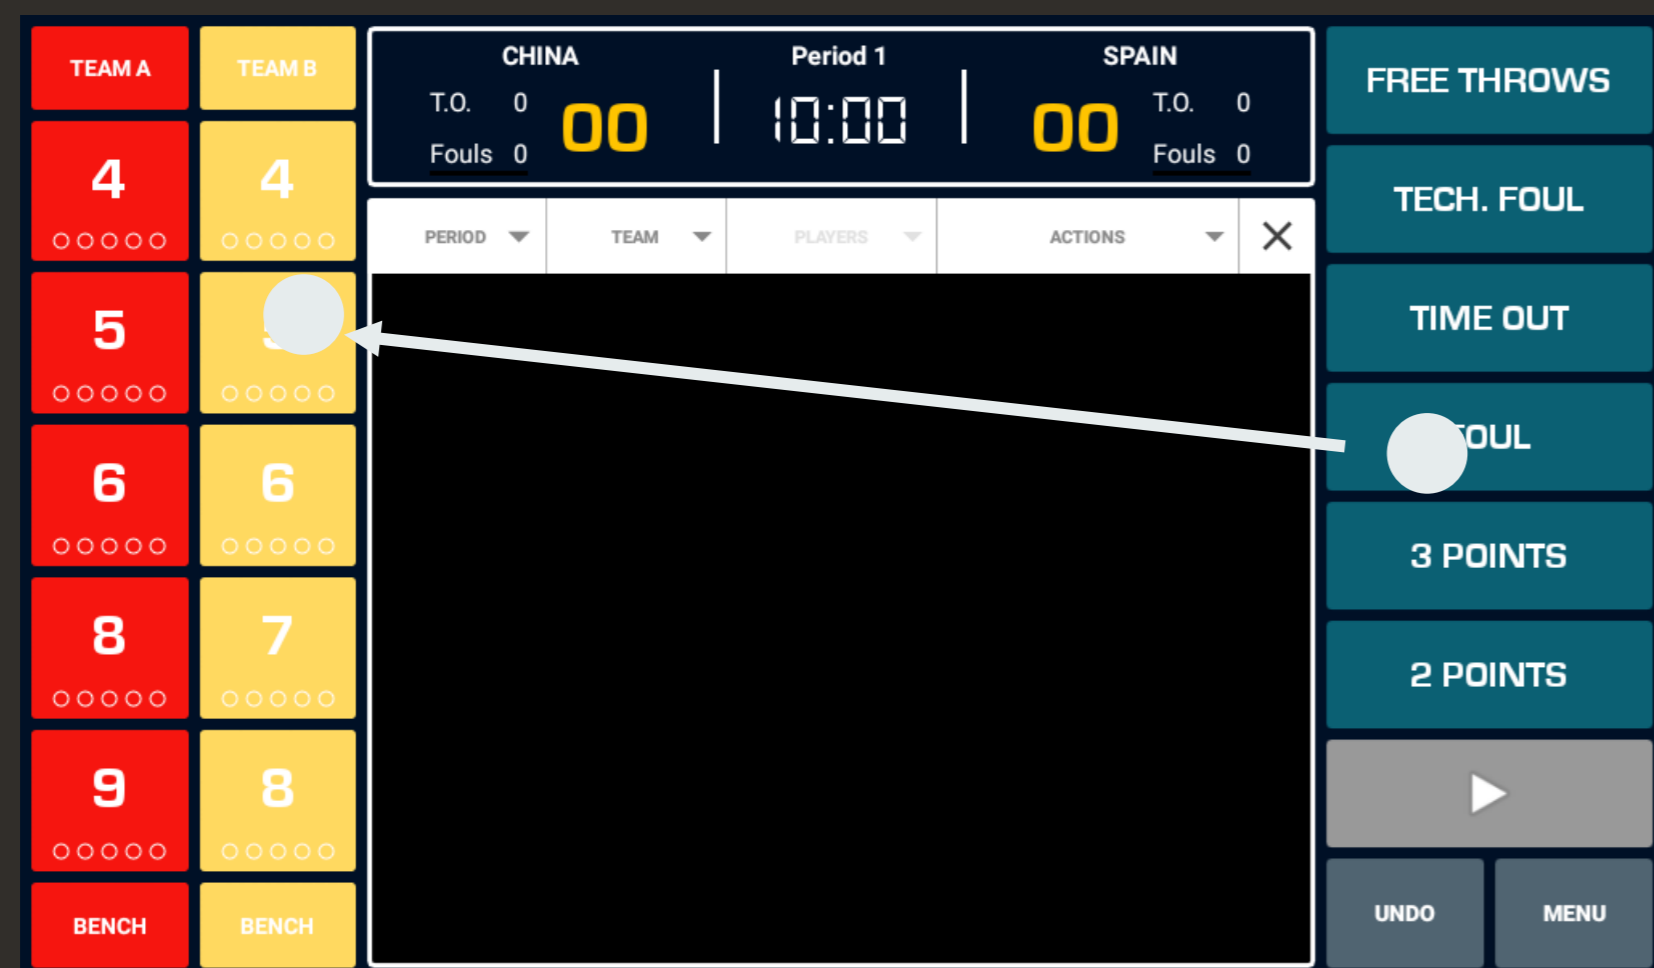 TEAM A
TEAM B
4
4
5
6
6
8
7
9
8
BENCH
BENCH
CHINA
T.O. 0
Fouls 0
00
Period 1
10:00
SPAIN
00
T.O. 0
Fouls 0
PERIOD
TEAM
PLAYERS
ACTIONS
FREE THROWS
TECH. FOUL
TIME OUT
OUL
3 POINTS
2 POINTS
UNDO
MENU